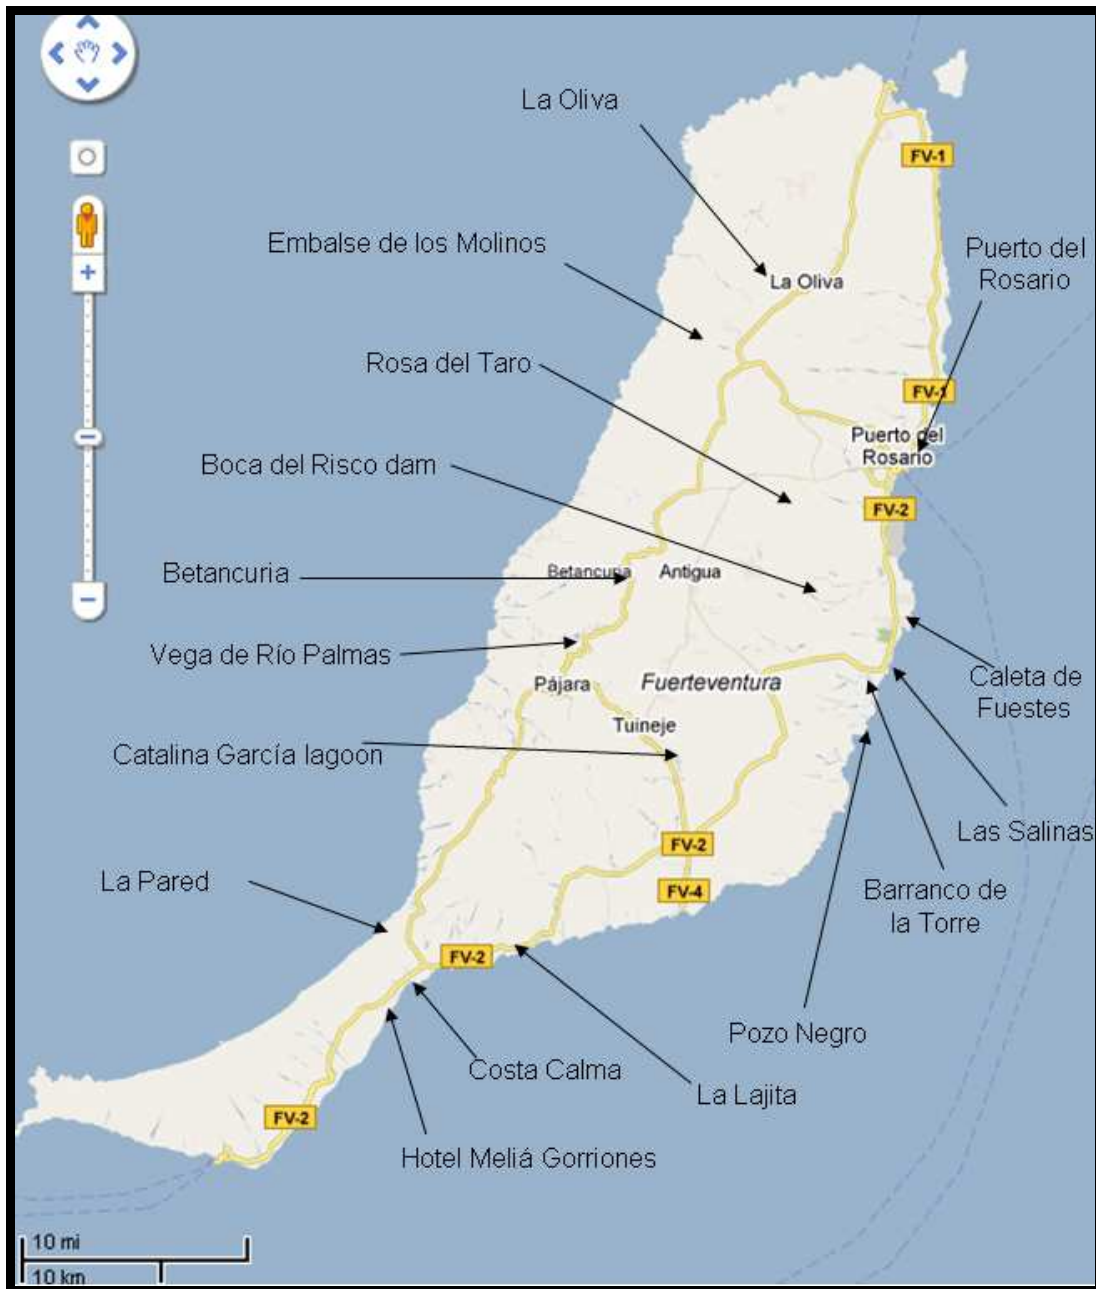 La Oliva
FV-1
Embalse de los Molinos
Puerto del
Rosario
La Oliva
Rosa del Taro
FV-1
Puerto del
Rosario
Boca del Risco dam
FV-2
Betancuria
Betancuria
Antigua
Vega de Río Palmas
Pájara
Fuerteventura
Caleta de
Fuestes
Tuineje
Catalina García lagoon
Las Salinas
FV-2
La Pared
FV-4
Barranco de
la Torre
FV-2
Pozo Negro
Costa Calma
La Lajita
FV-2
Hotel Meliá Gorriones
10 mi
10 km